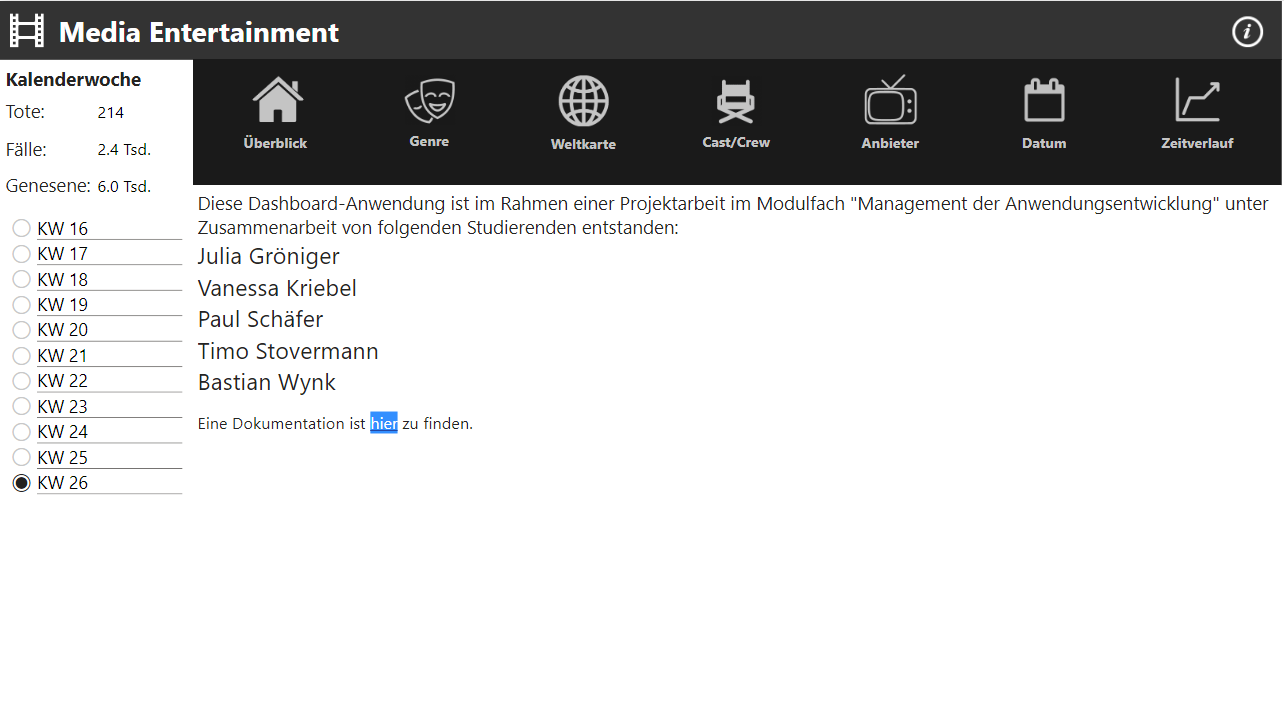 Media Entertainment
Kalenderwoche
Tote: 214
Fälle: 2.4 Tsd.
Genesene: 6.0 Tsd.
KW 16
KW 17
KW 18
KW 19
KW 20
KW 21
KW 22
KW 23
KW 24
KW 25
KW 26
Überblick Genre Weltkarte Cast/Crew Anbieter Datum Zeitverlauf
Diese Dashboard-Anwendung ist im Rahmen einer Projektarbeit im Modulfach "Management der Anwendungsentwicklung" unter
Zusammenarbeit von folgenden Studierenden entstanden:
Julia Gröniger
Vanessa Kriebel
Paul Schäfer
Timo Stovermann
Bastian Wynk
Eine Dokumentation ist hier zu finden.